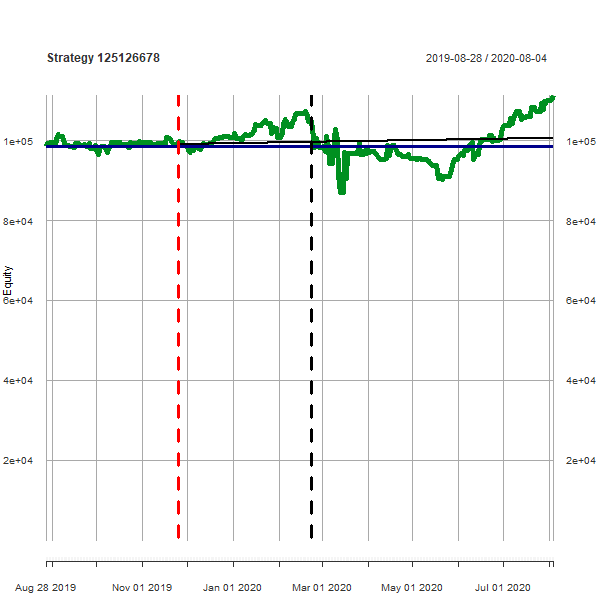 Strategy 125126678
2019-08-28 / 2020-08-04
1e+05
1e+05
8e+04
8e+04
Equity
6e+04
6e+04
4e+04
4e+04
2e+04
2e+04
Aug 28 2019
Nov 01 2019
Jan 01 2020
Mar 01 2020
May 01 2020
Jul 01 2020